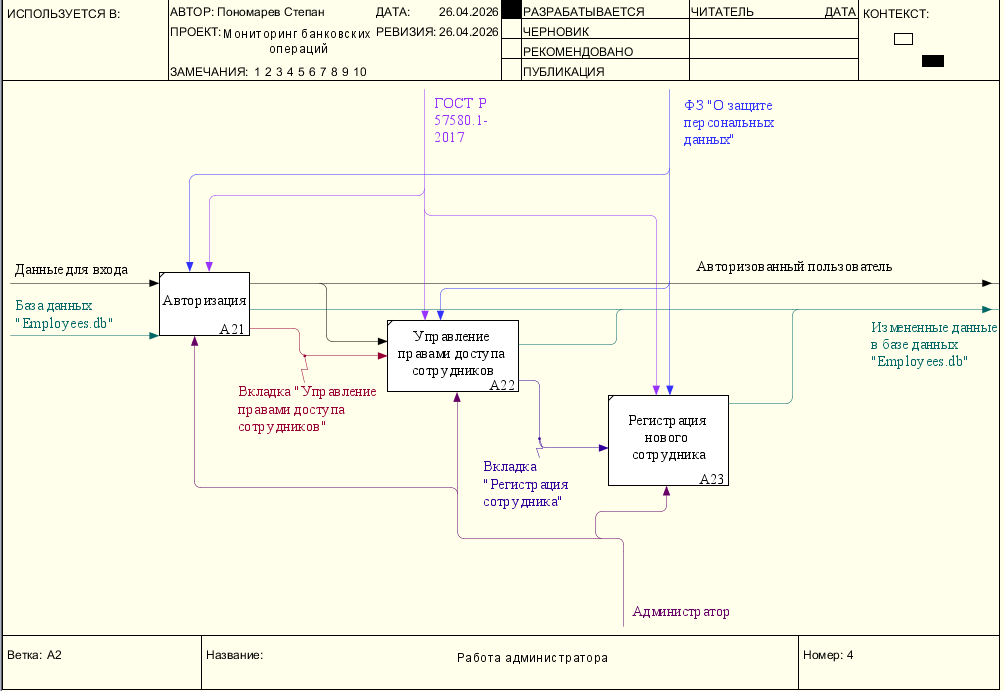 ИСПОЛЬЗУЕТСЯ В:
АВТОР: Пономарев Степан
ДАТА: 26.04.2026
ПРОЕКТ: Мониторинг банковских
операций
РЕВИЗИЯ: 26.04.2026
ЗАМЕЧАНИЯ: 1 2 3 4 5 6 7 8 9 10
РАЗРАБАТЫВАЕТСЯ
ЧЕРНОВИК
РЕКОМЕНДОВАНО
ПУБЛИКАЦИЯ
ЧИТАТЕЛЬ
ДАТА
КОНТЕКСТ:
ГОСТ Р
57580.1-
2017
ФЗ "О защите
персональных
данных"
Данные для входа
База данных
"Employees.db"
Авторизация
A21
Авторизованный пользователь
Измененные данные
в базе данных
"Employees.db"
Управление
правами доступа
сотрудников
A22
Вкладка "Управление
правами доступа
сотрудников"
Регистрация
нового
сотрудника
A23
Вкладка
"Регистрация
сотрудника"
Администратор
Ветка: A2
Название:
Работа администратора
Номер: 4